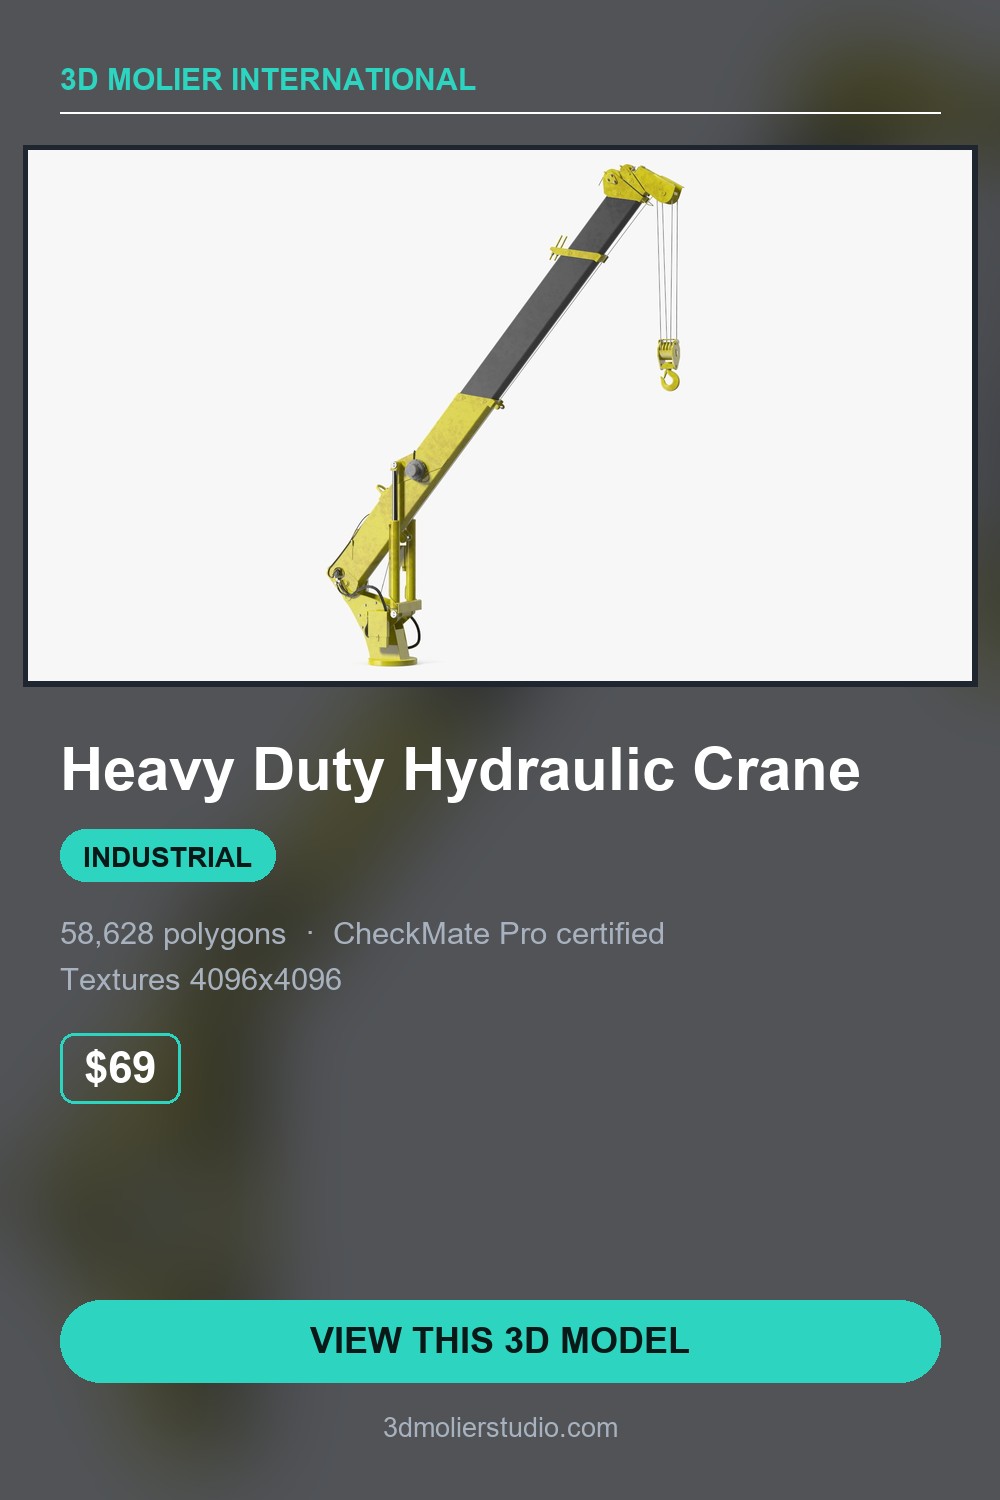 3D MOLIER INTERNATIONAL
Heavy Duty Hydraulic Crane
INDUSTRIAL
58,628 polygons · CheckMate Pro certified
Textures 4096x4096
$69
VIEW THIS 3D MODEL
3dmolierstudio.com